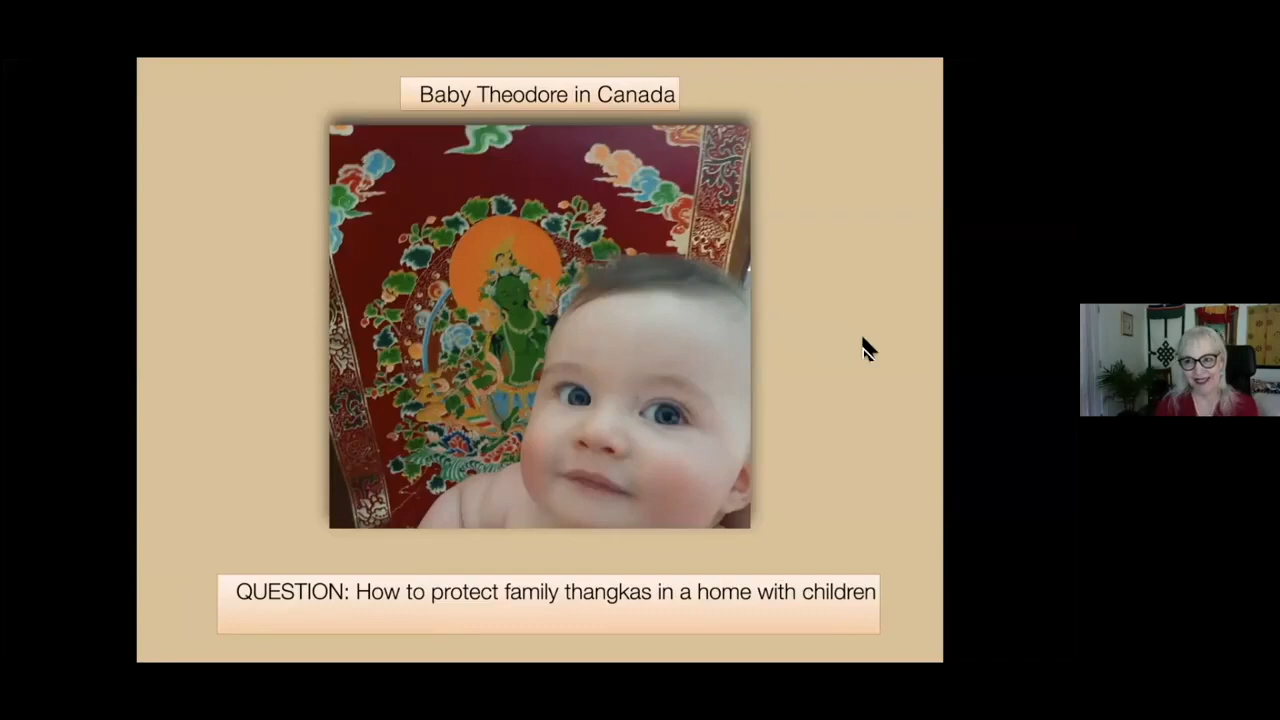 Baby Theodore in Canada
QUESTION: How to protect family thangkas in a home with children